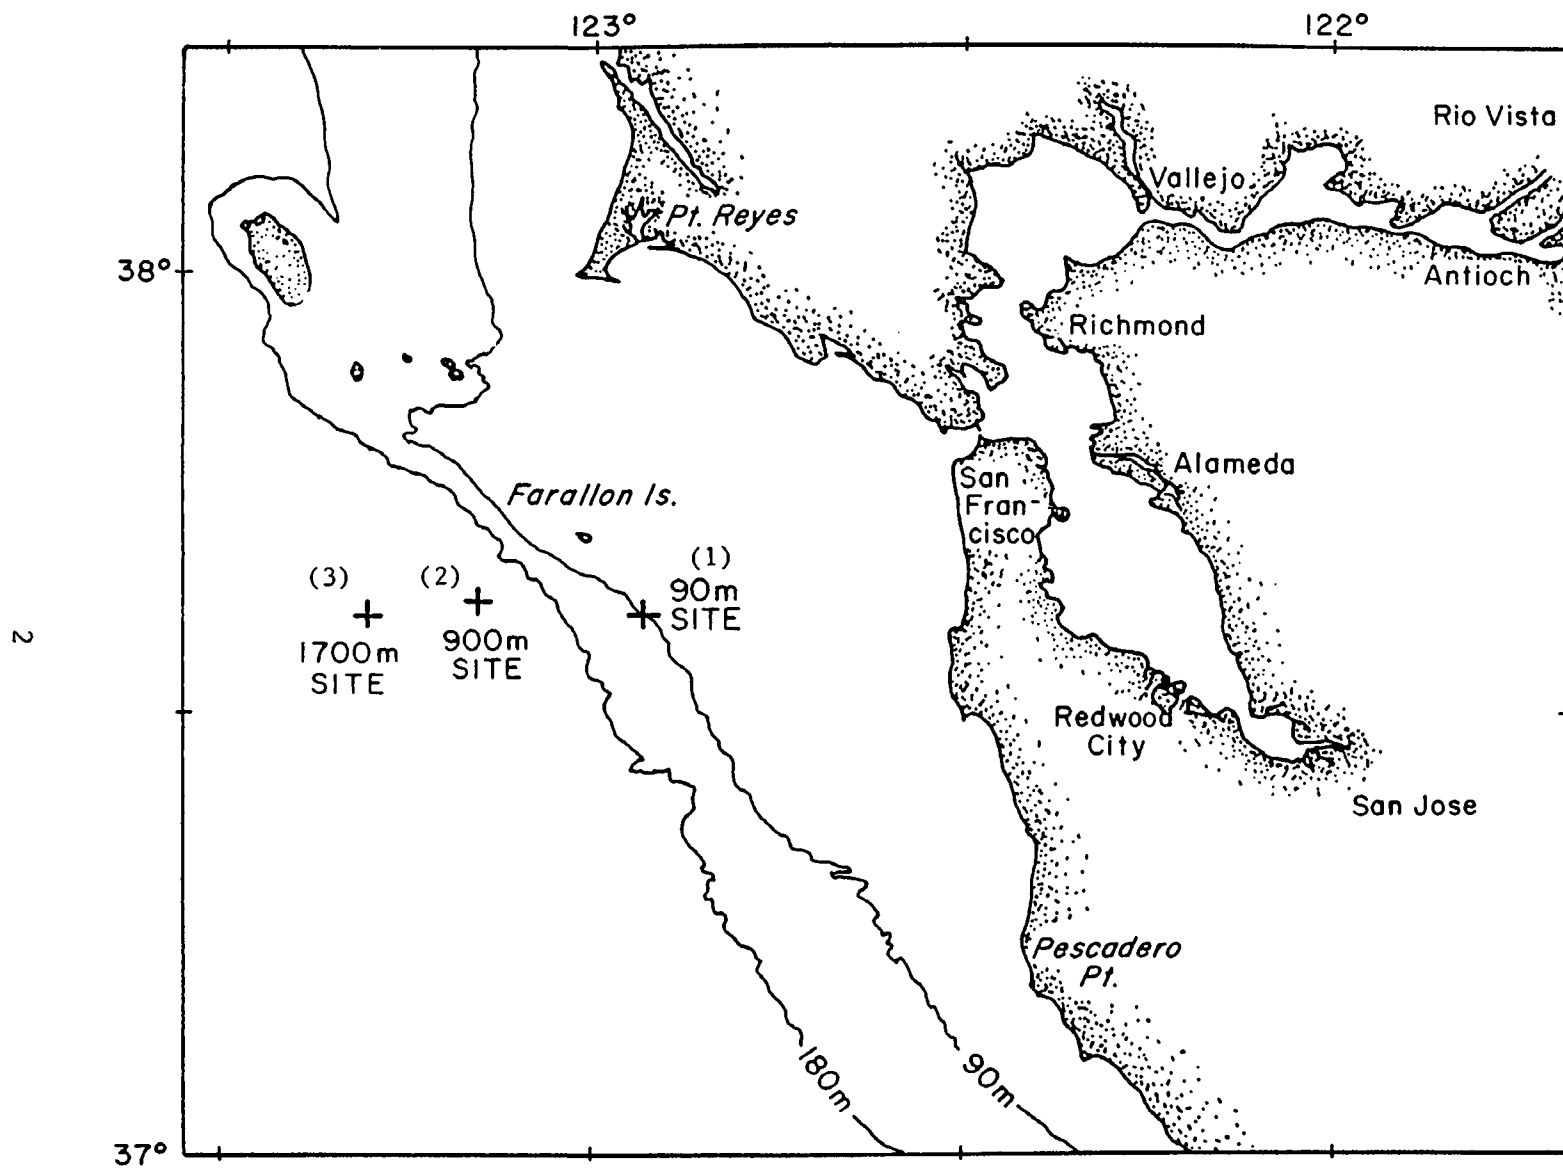 123°
122°
Rio Vista
Vallejo
Pt. Reyes
38°
Antioch
Richmond
Alameda
San
Fran-
cisco
Farallon Is.
(1)
90m
SITE
(2)
900m
SITE
(3)
1700m
SITE
2
Redwood
City
San Jose
Pescadero
Pt.
180m
90m
37°